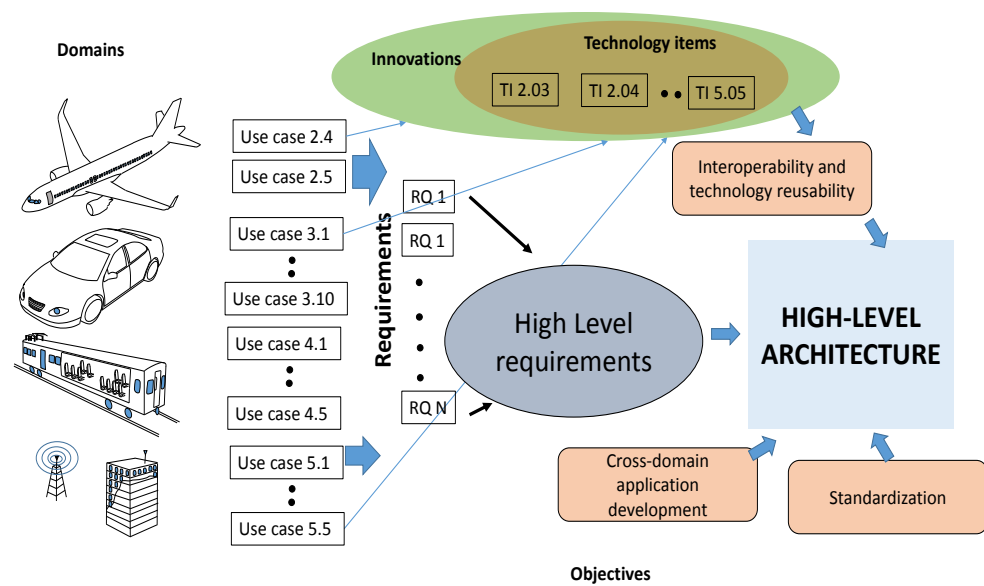 Domains
Innovations
Technology items
TI 2.03
TI 2.04
TI 5.05
Use case 2.4
Use case 2.5
Use case 3.1
Use case 3.10
Use case 4.1
Use case 4.5
Use case 5.1
Use case 5.5
Requirements
RQ 1
RQ 1
RQ N
High Level
requirements
Interoperability and
technology reusability
HIGH-LEVEL
ARCHITECTURE
Cross-domain
application
development
Standardization
Objectives